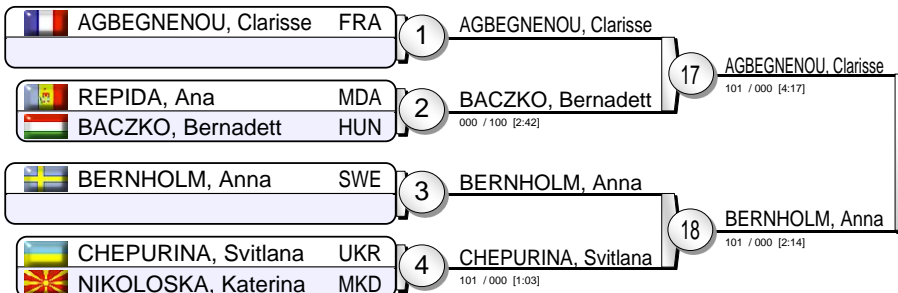 AGBEGNENOU, Clarisse FRA
1
AGBEGNENOU, Clarisse
17
AGBEGNENOU, Clarisse
101 / 000 [4:17]
REPIDA, Ana MDA
BACZKO, Bernadett HUN
2
BACZKO, Bernadett
000 / 100 [2:42]
BERNHOLM, Anna SWE
3
BERNHOLM, Anna
18
BERNHOLM, Anna
101 / 000 [2:14]
CHEPURINA, Svitlana UKR
NIKOLOSKA, Katerina MKD
4
CHEPURINA, Svitlana
101 / 000 [1:03]